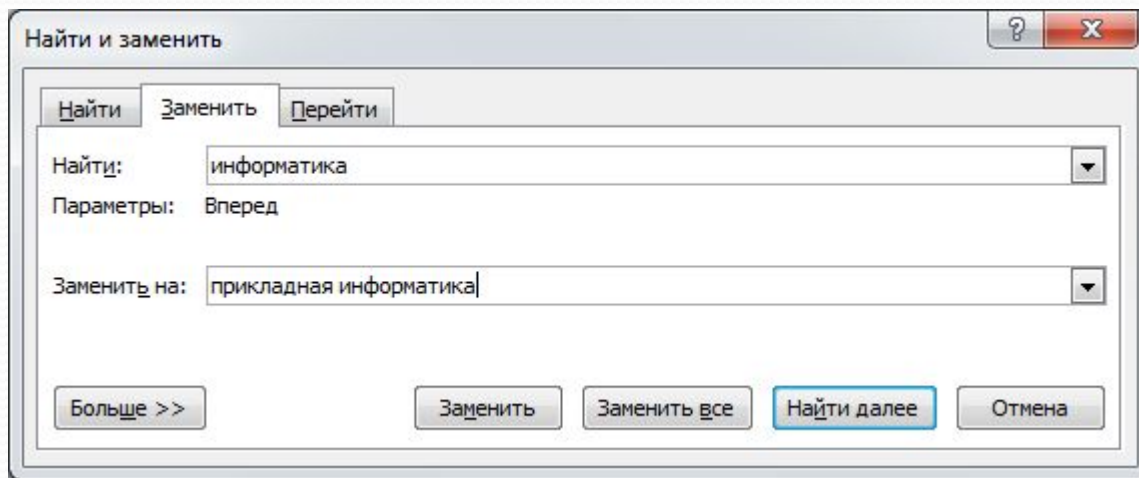 Найти и заменить
Найти Заменить Перейти
Найти: информатика
Параметры: Вперед
Заменить на: прикладная информатика
Больше >> Заменить Заменить все Найти далее Отмена